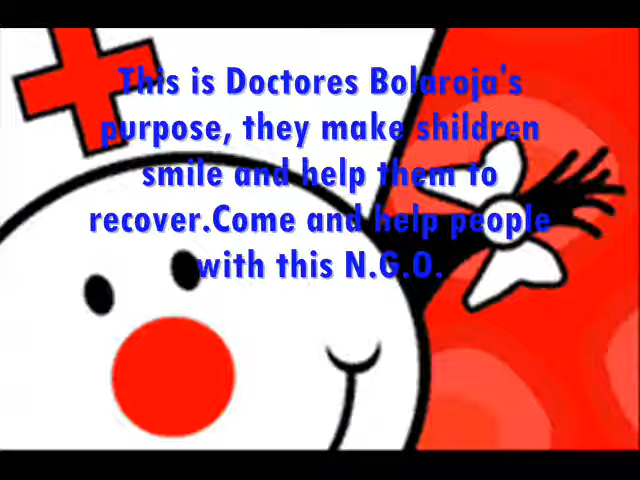 This is Doctores Bolaroja's
purpose, they make shildren
smile and help them to
recover.Come and help people
with this N.G.O.